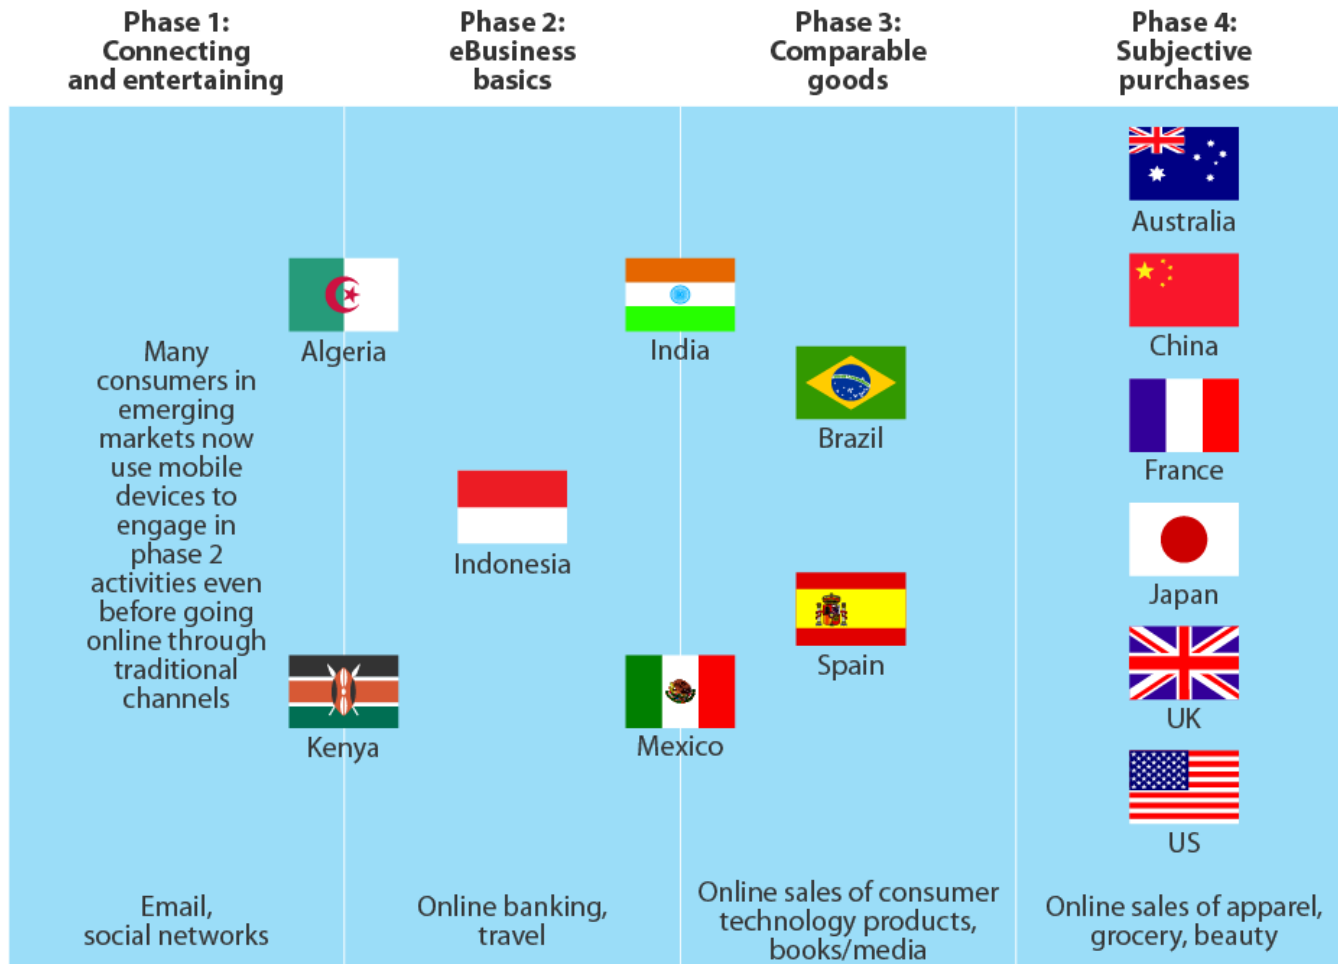 Phase 1:
Connecting
and entertaining
Phase 2:
eBusiness
basics
Phase 3:
Comparable
goods
Phase 4:
Subjective
purchases
Many
consumers in
emerging
markets now
use mobile
devices to
engage in
phase 2
activities even
before going
online through
traditional
channels
Algeria
Kenya
Indonesia
India
Mexico
Brazil
Spain
Australia
China
France
Japan
UK
US
Email,
social networks
Online banking,
travel
Online sales of consumer
technology products,
books/media
Online sales of apparel,
grocery, beauty